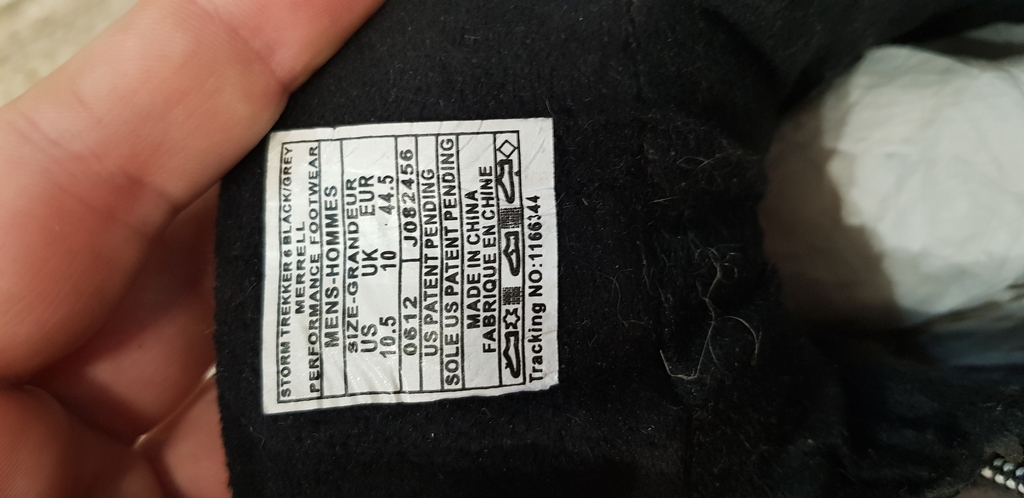 STORM TREKKER 6 BLACK/GREY
MERRELL
PERFORMANCE FOOTWEAR
MENS-HOMMES
SIZE-GRANDEUR
US UK EUR
10.5 10 44.5
0612 J082456
US PATENT PENDING
SOLE US PATENT PENDING
MADE IN CHINA
FABRIQUE EN CHINE
Tracking NO: